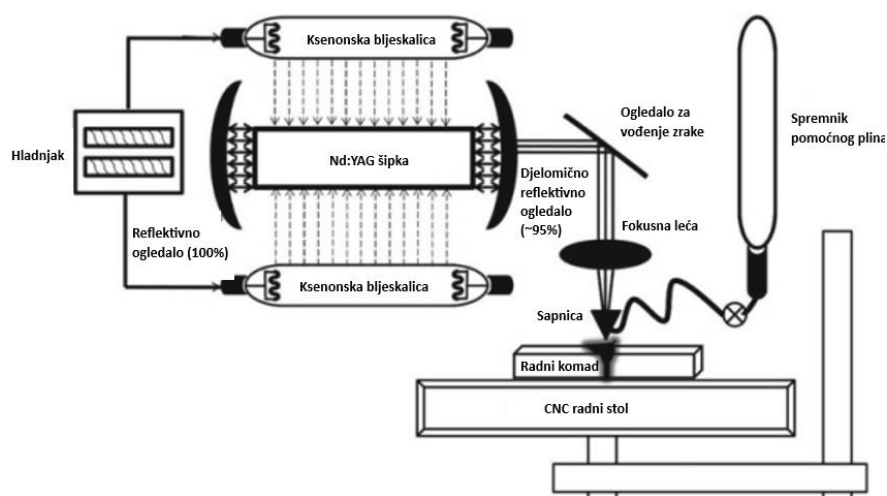 Ksenonska bljeskalica
Hladnjak
Nd:YAG šipka
Ogledalo za
vođenje zrake
Spremnik
pomoćnog plina
Reflektivno
ogledalo (100%)
Djelomično
reflektivno
ogledalo
(~95%)
Fokusna leća
Ksenonska bljeskalica
Sapnica
Radni komad
CNC radni stol